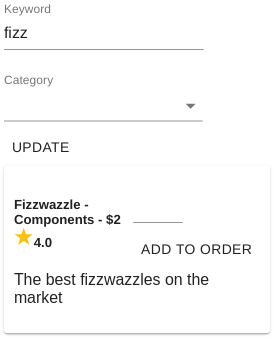 Keyword
fizz
Category
UPDATE
Fizzwazzle -
Components - $2
4.0
ADD TO ORDER
The best fizzwazzles on the
market